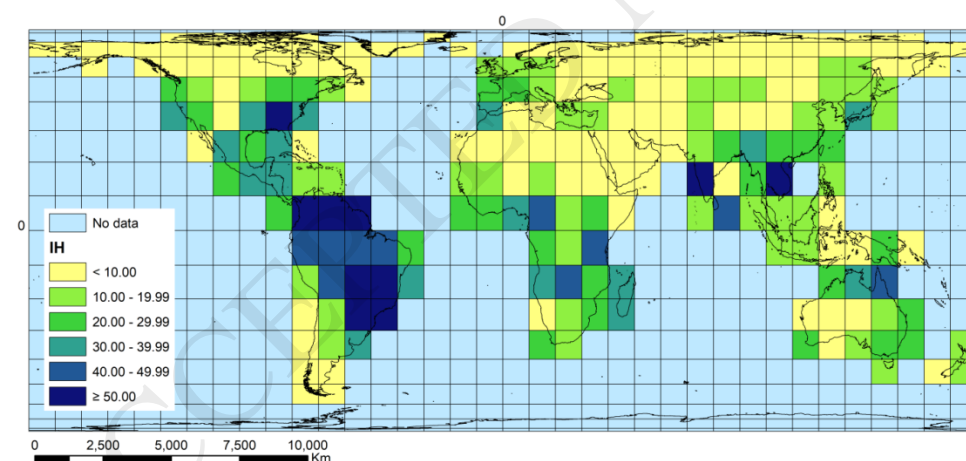 0
0
No data
IH
< 10.00
10.00 - 19.99
20.00 - 29.99
30.00 - 39.99
40.00 - 49.99
≥ 50.00
0 2,500 5,000 7,500 10,000
Km
CCEPTED